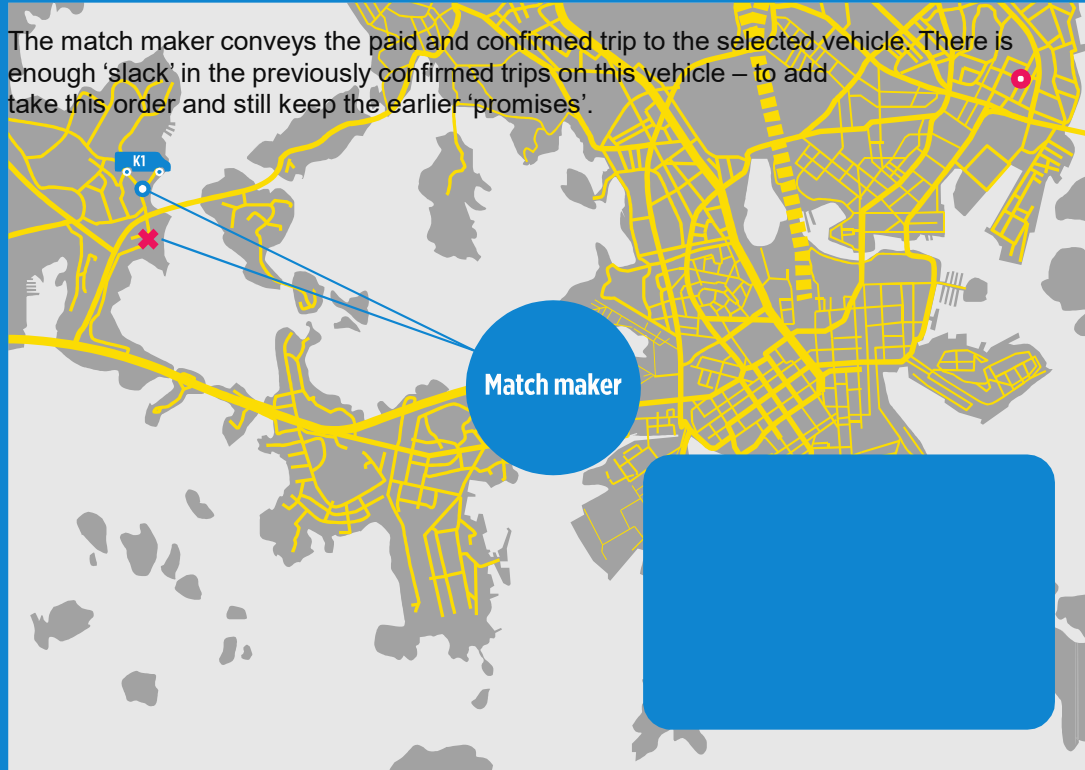 The match maker conveys the paid and confirmed trip to the selected vehicle. There is
enough ‘slack’ in the previously confirmed trips on this vehicle – to add
take this order and still keep the earlier ‘promises’.
K1
Match maker